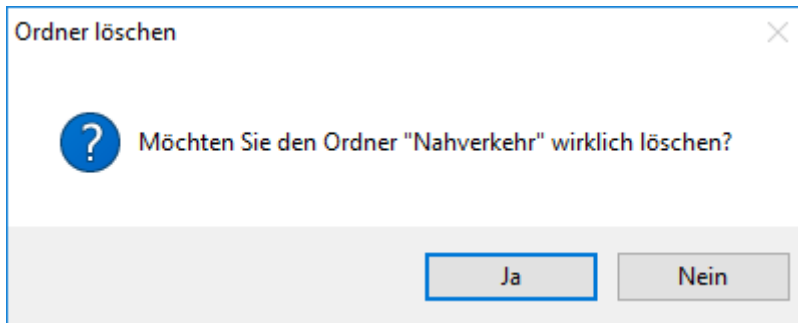 Ordner löschen
Möchten Sie den Ordner "Nahverkehr" wirklich löschen?
Ja Nein